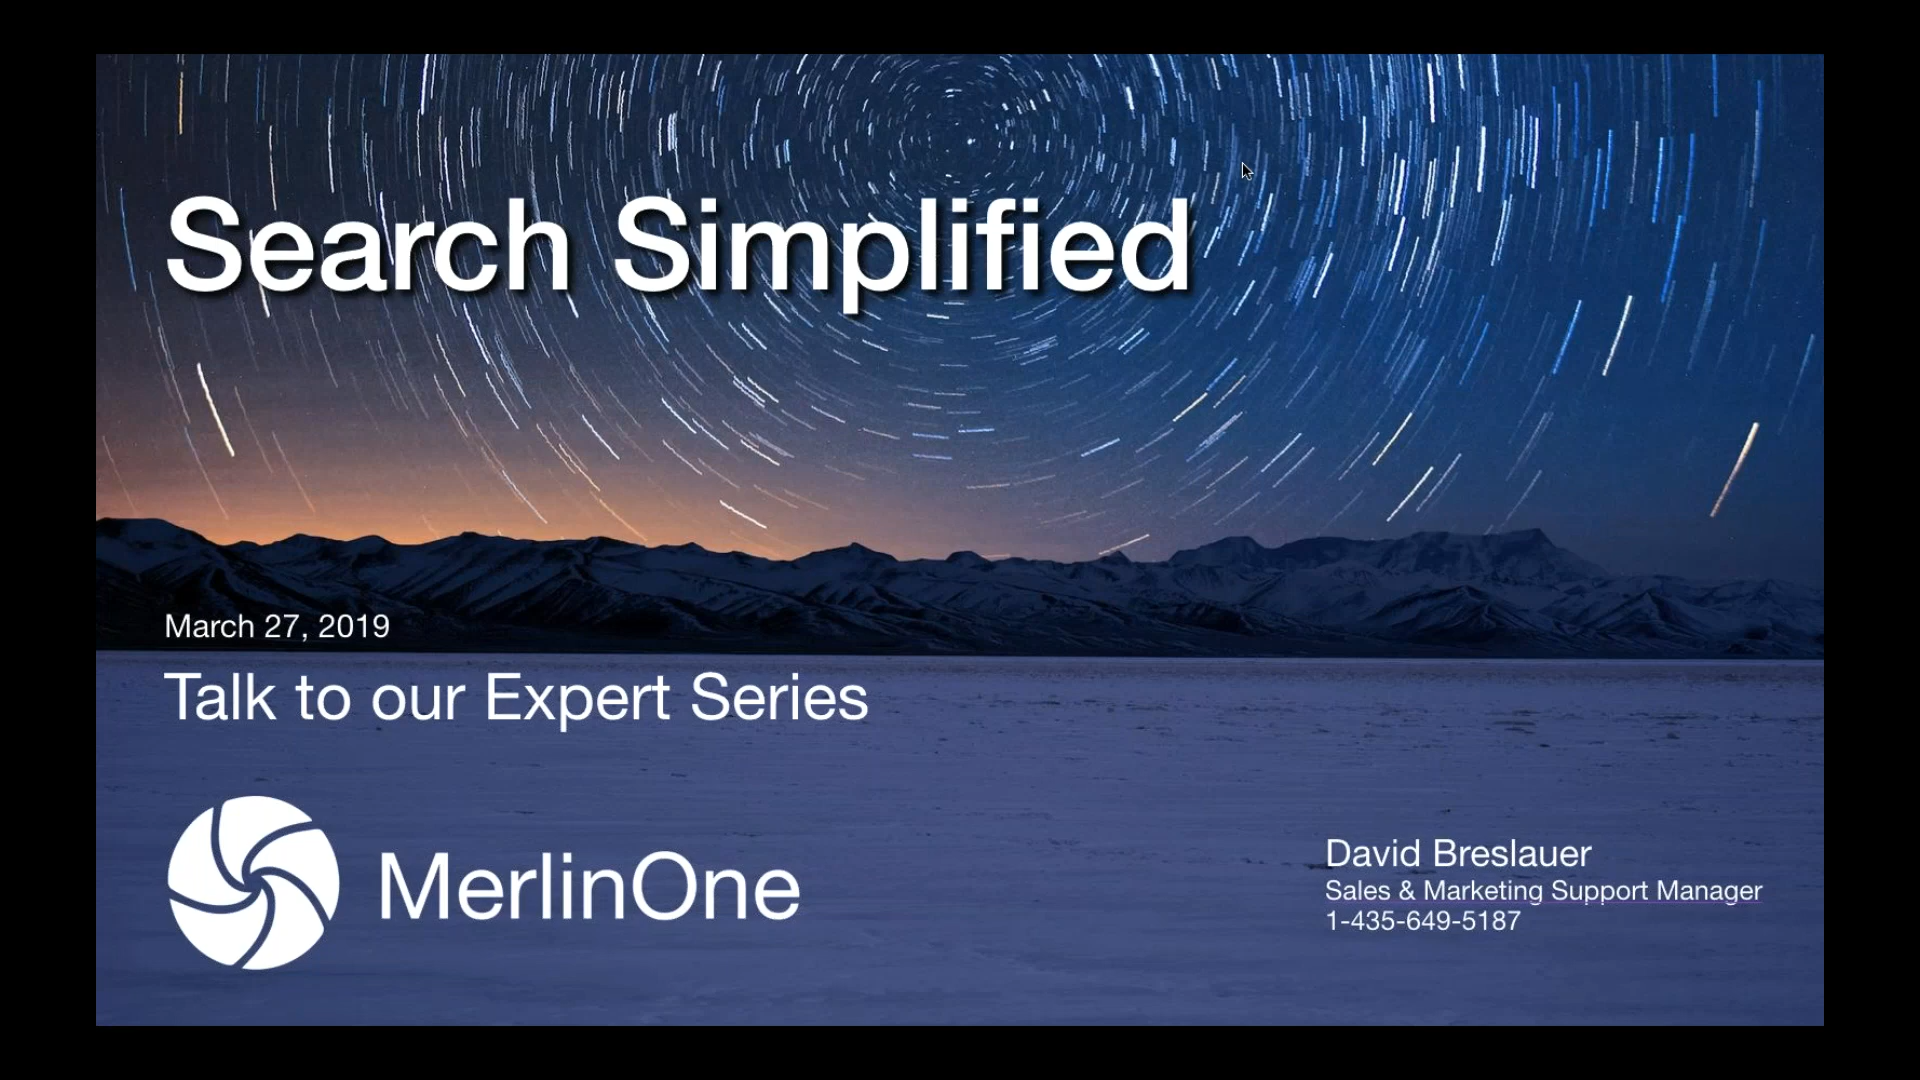 Search Simplified
March 27, 2019
Talk to our Expert Series
MerlinOne
David Breslauer
Sales & Marketing Support Manager
1-435-649-5187